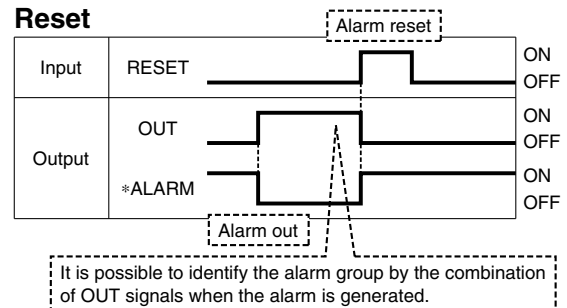 Reset
Alarm reset
Input
RESET
ON
OFF
Output
OUT
ON
OFF
*ALARM
ON
OFF
Alarm out
It is possible to identify the alarm group by the combination
of OUT signals when the alarm is generated.